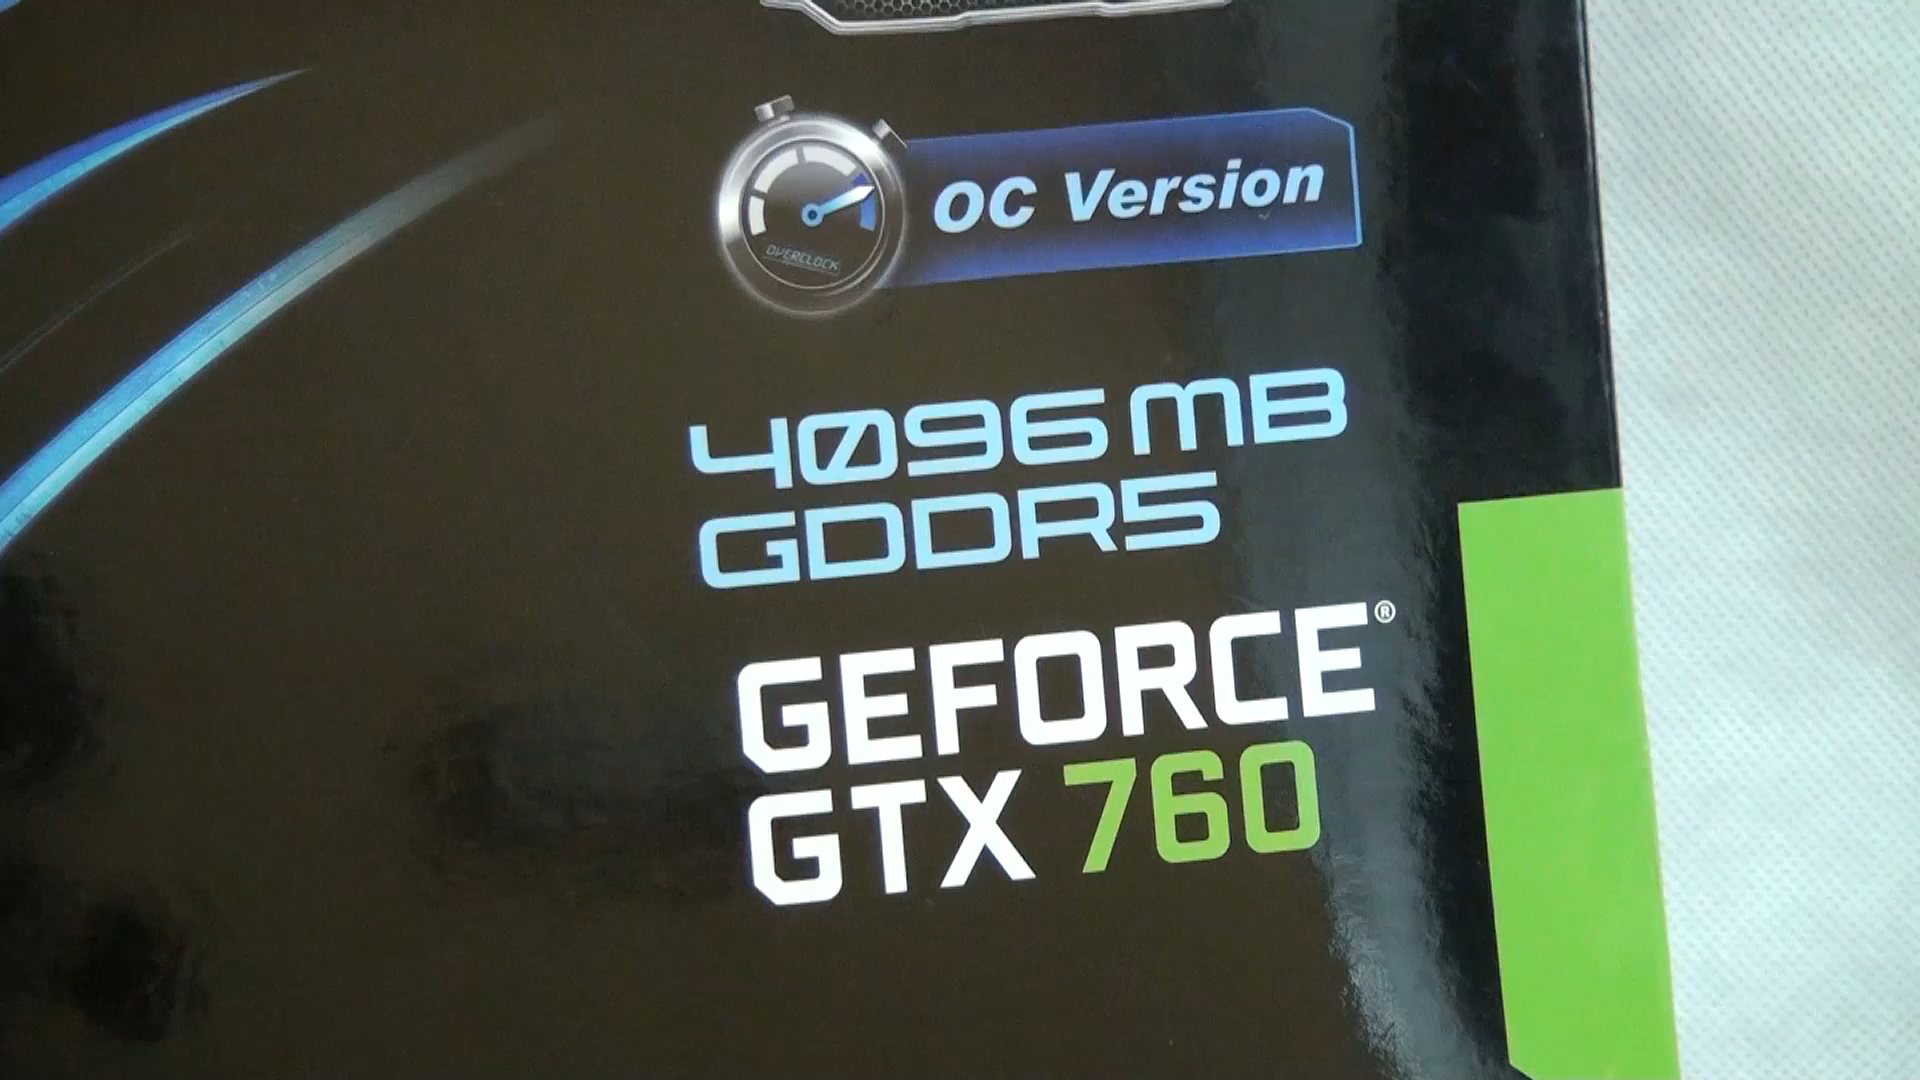 OC Version
OVERCLOCK
4096 MB
GDDR5
GEFORCE®
GTX 760